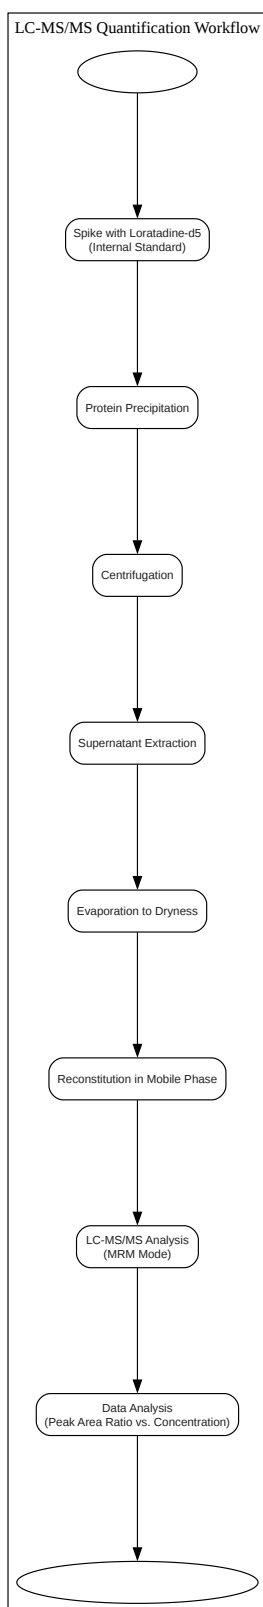 LC-MS/MS Quantification Workflow
Spike with Loratadine-d5
(Internal Standard)
Protein Precipitation
Centrifugation
Supernatant Extraction
Evaporation to Dryness
Reconstitution in Mobile Phase
LC-MS/MS Analysis
(MRM Mode)
Data Analysis
(Peak Area Ratio vs. Concentration)